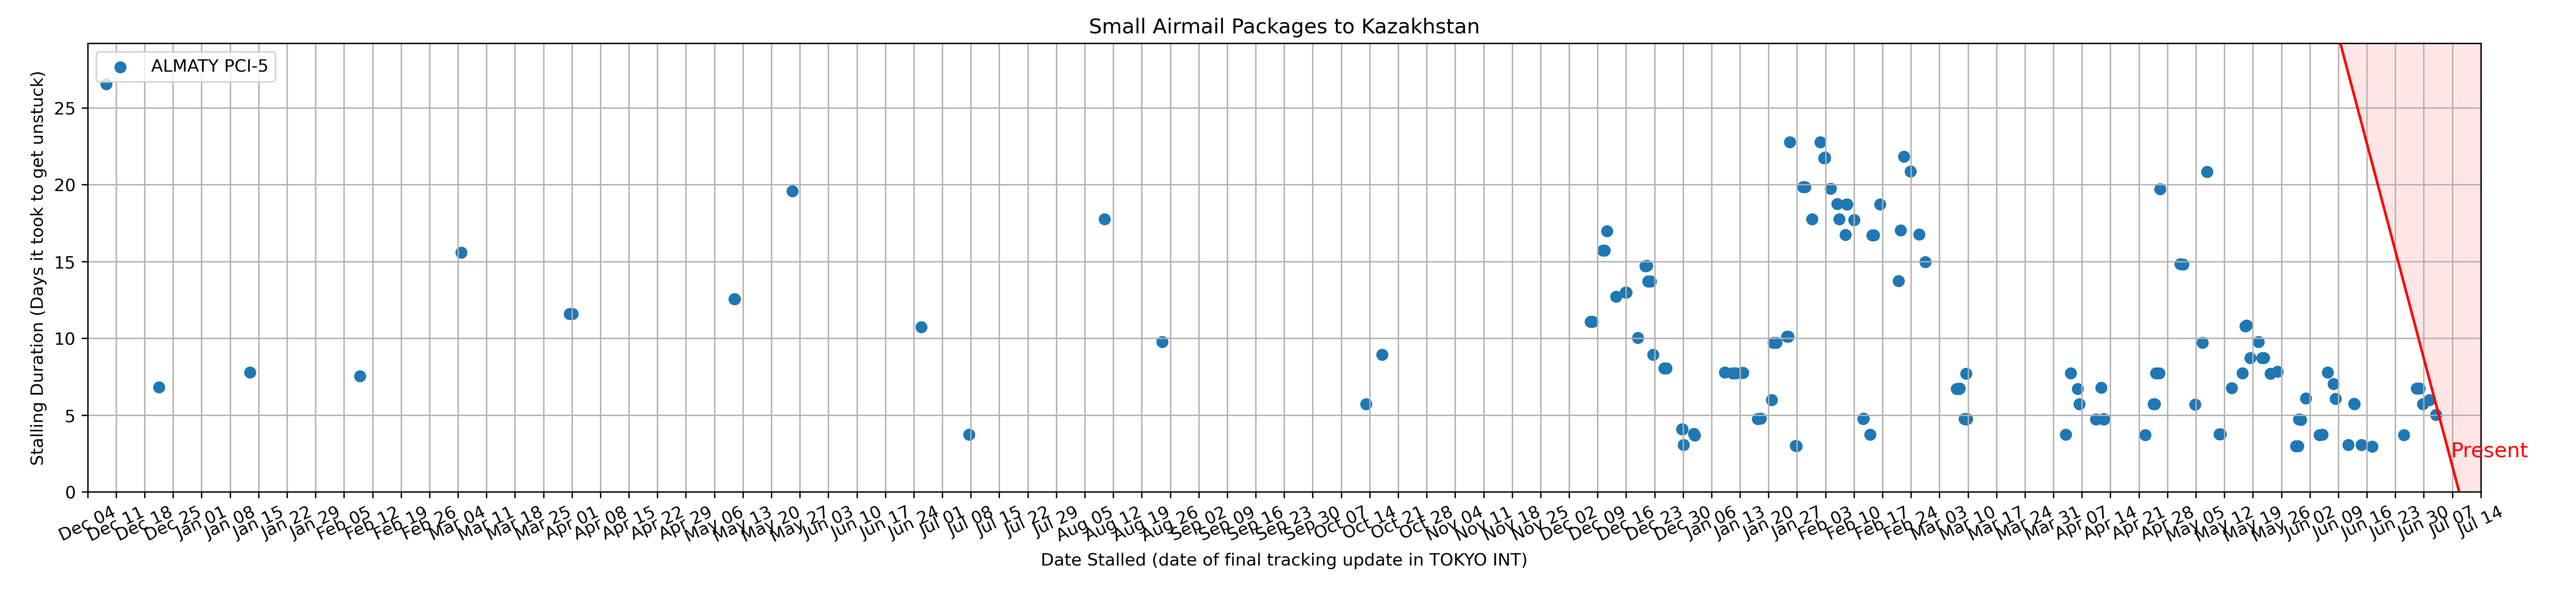 Small Airmail Packages to Kazakhstan
ALMATY PCI-5
Stalling Duration (Days it took to get unstuck)
25
20
15
10
5
0
Present
Dec 04
Dec 11
Dec 18
Dec 25
Jan 01
Jan 08
Jan 15
Jan 22
Jan 29
Feb 05
Feb 12
Feb 19
Feb 26
Mar 04
Mar 11
Mar 18
Mar 25
Apr 01
Apr 08
Apr 15
Apr 22
Apr 29
May 06
May 13
May 20
May 27
Jun 03
Jun 10
Jun 17
Jun 24
Jul 01
Jul 08
Jul 15
Jul 22
Jul 29
Aug 05
Aug 12
Aug 19
Aug 26
Sep 02
Sep 09
Sep 16
Sep 23
Sep 30
Oct 07
Oct 14
Oct 21
Oct 28
Nov 04
Nov 11
Nov 18
Nov 25
Dec 02
Dec 09
Dec 16
Dec 23
Dec 30
Jan 06
Jan 13
Jan 20
Jan 27
Feb 03
Feb 10
Feb 17
Feb 24
Mar 03
Mar 10
Mar 17
Mar 24
Mar 31
Apr 07
Apr 14
Apr 21
Apr 28
May 05
May 12
May 19
May 26
Jun 02
Jun 09
Jun 16
Jun 23
Jun 30
Jul 07
Jul 14
Date Stalled (date of final tracking update in TOKYO INT)